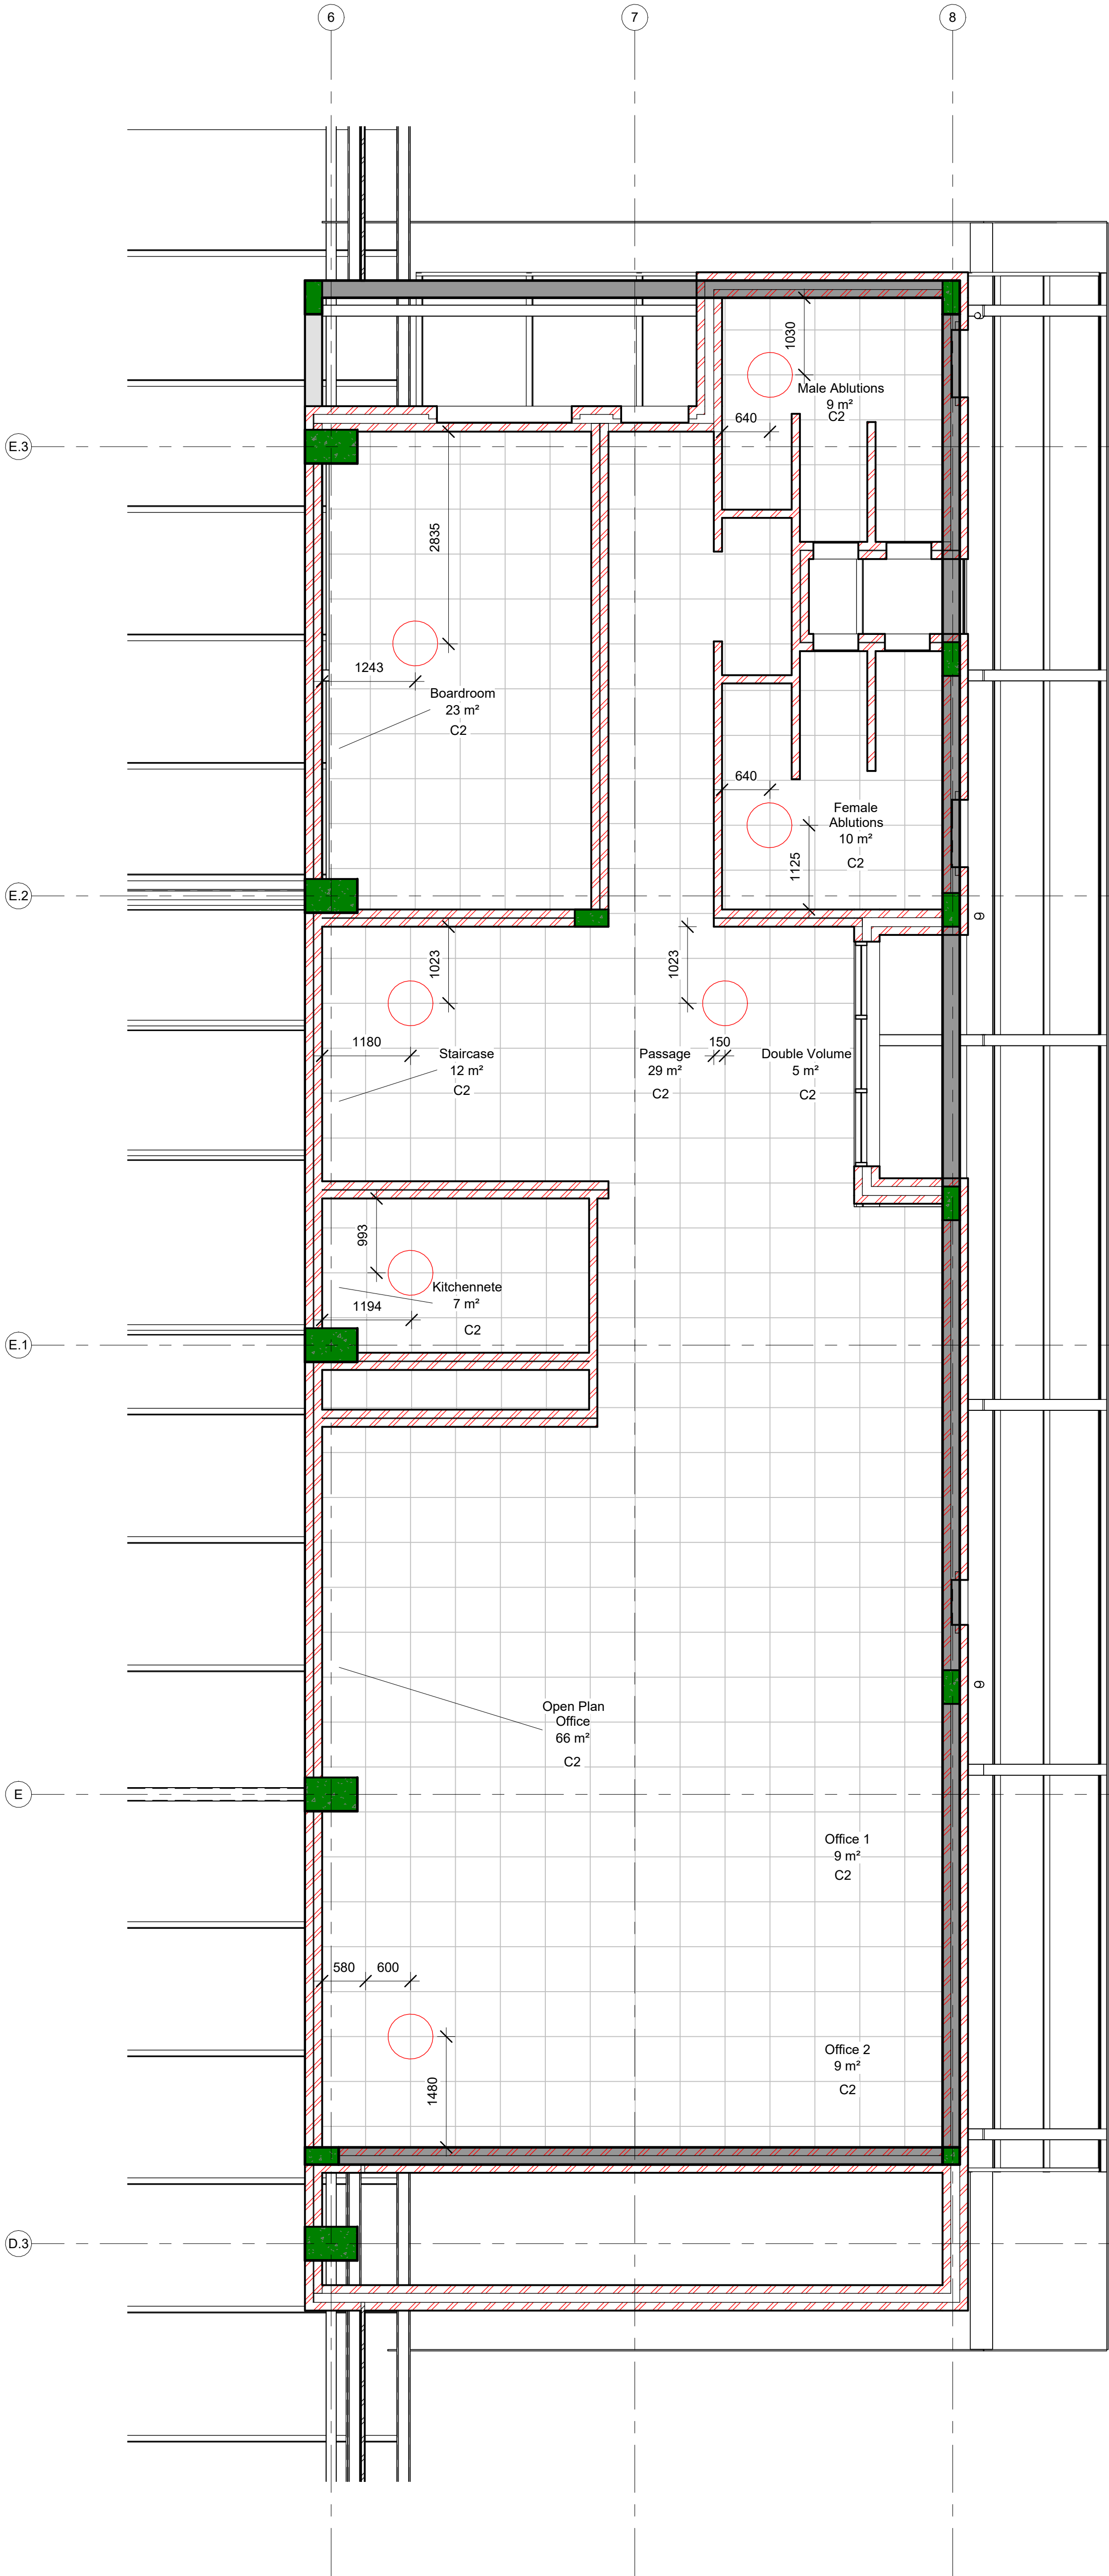 6
7
8
1030
Male Ablutions
9 m²
C2
640
E.3
2835
1243
Boardroom
23 m²
C2
640
Female
Ablutions
10 m²
C2
1125
E.2
1023
1023
1180
Staircase
12 m²
C2
Passage
29 m²
C2
150
Double Volume
5 m²
C2
993
Kitchennete
7 m²
C2
1194
E.1
Open Plan
Office
66 m²
C2
E
Office 1
9 m²
C2
580
600
Office 2
9 m²
C2
1480
D.3